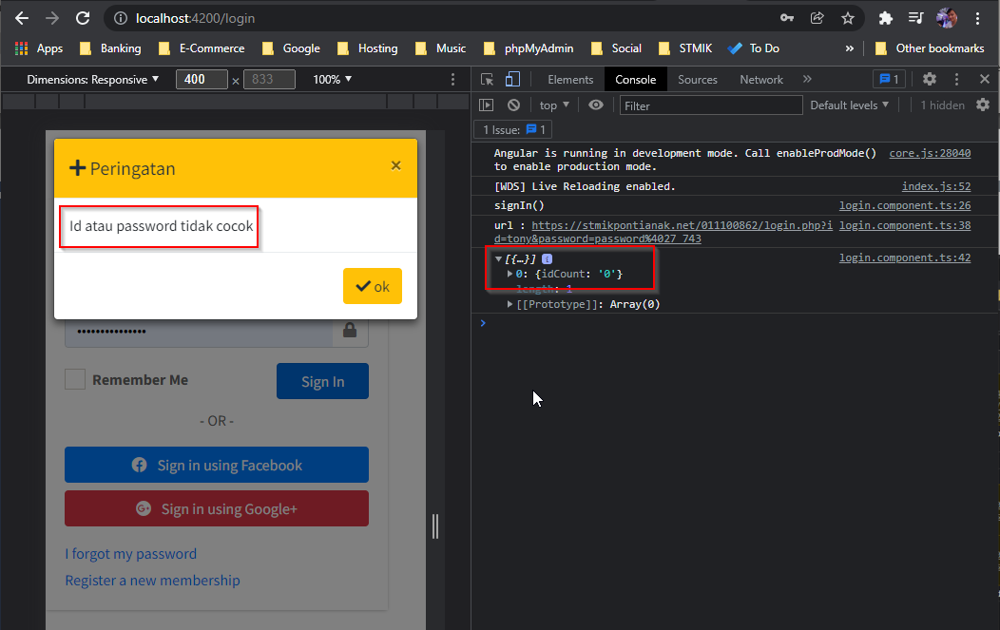 localhost:4200/login
Apps Banking E-Commerce Google Hosting Music phpMyAdmin Social STMIK To Do » Other bookmarks
Dimensions: Responsive ▼ 400 × 833 100% ▼
Peringatan ×
Id atau password tidak cocok
ok
••••••••••••••
Remember Me
Sign In
- OR -
Sign in using Facebook
Sign in using Google+
I forgot my password
Register a new membership
Elements Console Sources Network » 1
top ▼ Filter Default levels ▼ 1 hidden
1 Issue: 1
Angular is running in development mode. Call enableProdMode() core.js:28040
to enable production mode.
[WDS] Live Reloading enabled. index.js:52
signIn() login.component.ts:26
url : https://stmikpontianak.net/011100862/login.php?i login.component.ts:38
d=tony&password=password%4027 743
▼[{…}] i login.component.ts:42
▶0: {idCount: '0'}
length: 1
▶[[Prototype]]: Array(0)